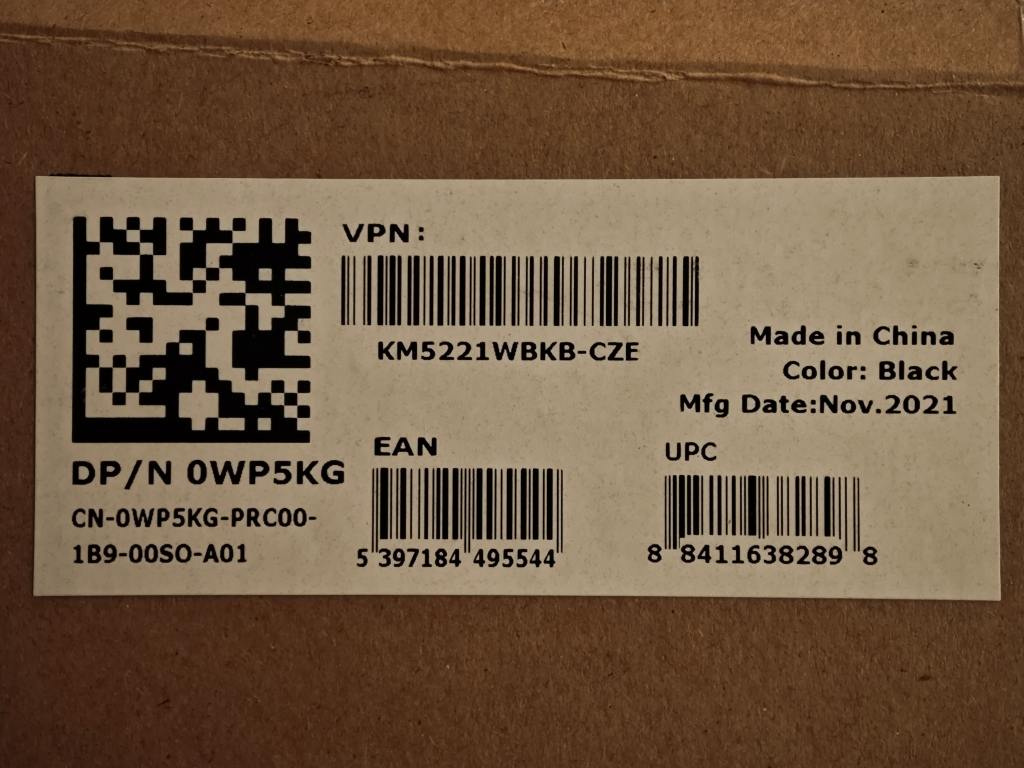 VPN:
KM5221WBKB-CZE
Made in China
Color: Black
Mfg Date:Nov.2021
DP/N 0WP5KG
CN-0WP5KG-PRC00-
1B9-00SO-A01
EAN
5 397184 495544
UPC
8 8411638289 8